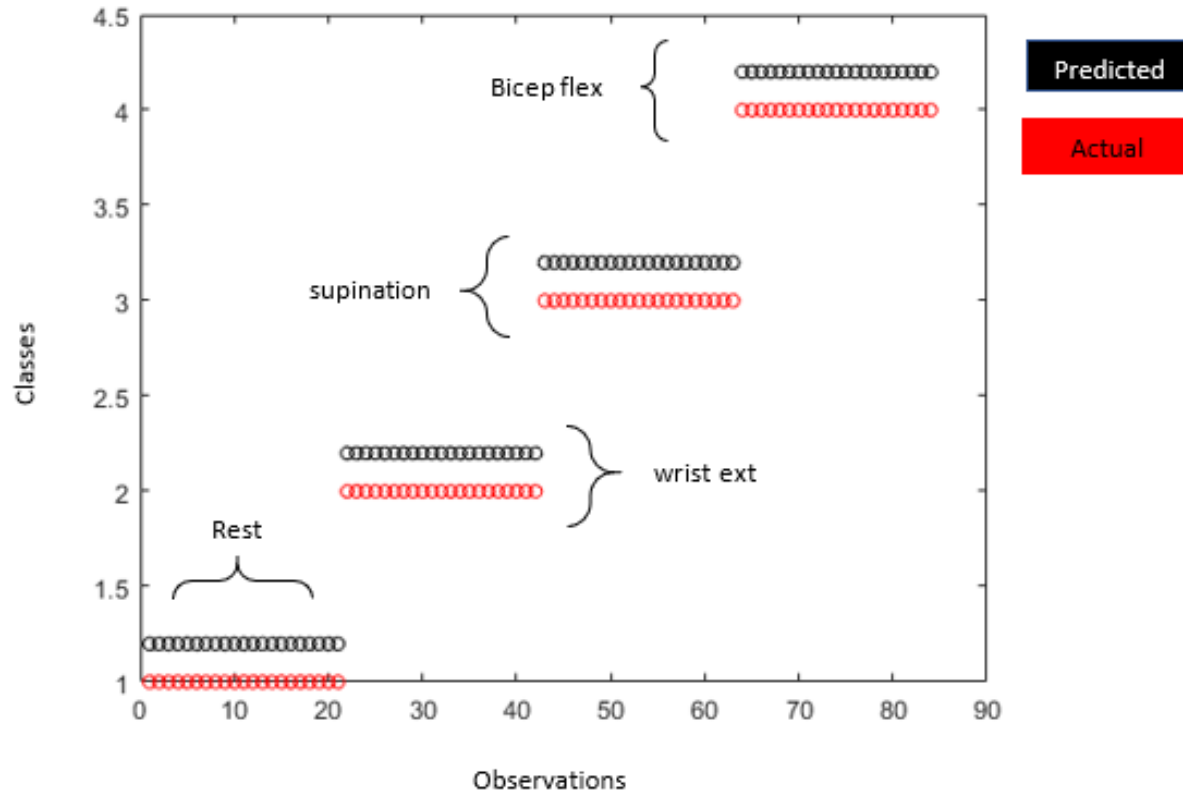 4.5
Bicep flex
Predicted
4
Actual
3.5
supination
3
Classes
2.5
wrist ext
2
Rest
1.5
1
0 10 20 30 40 50 60 70 80 90
Observations